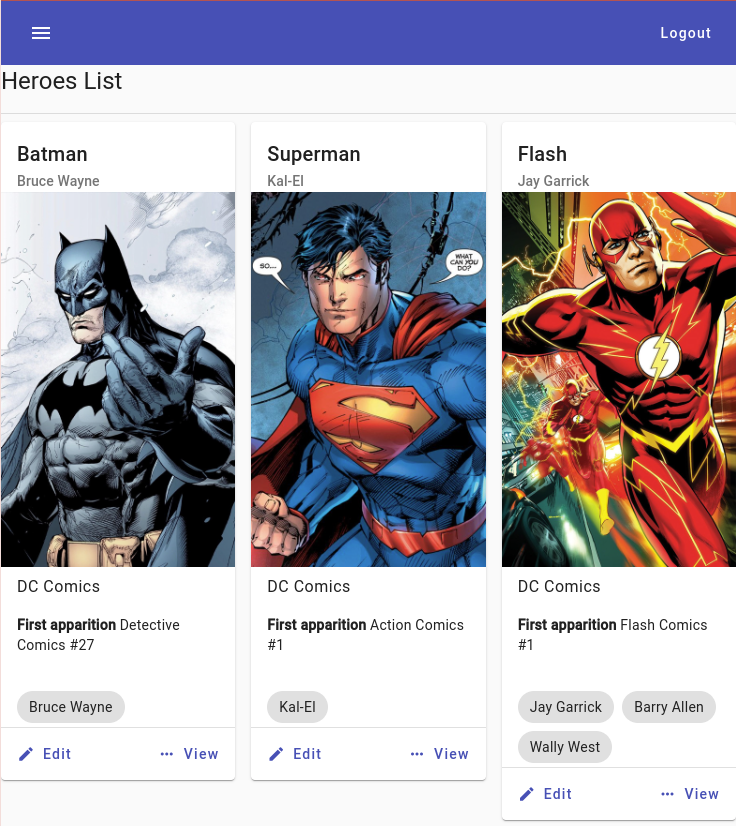 Logout
Heroes List
Batman
Bruce Wayne
DC Comics
First apparition Detective
Comics #27
Bruce Wayne
Edit
View
Superman
Kal-El
SO...
WHAT
CAN YOU
DO?
DC Comics
First apparition Action Comics
#1
Kal-El
Edit
View
Flash
Jay Garrick
DC Comics
First apparition Flash Comics
#1
Jay Garrick
Barry Allen
Wally West
Edit
View